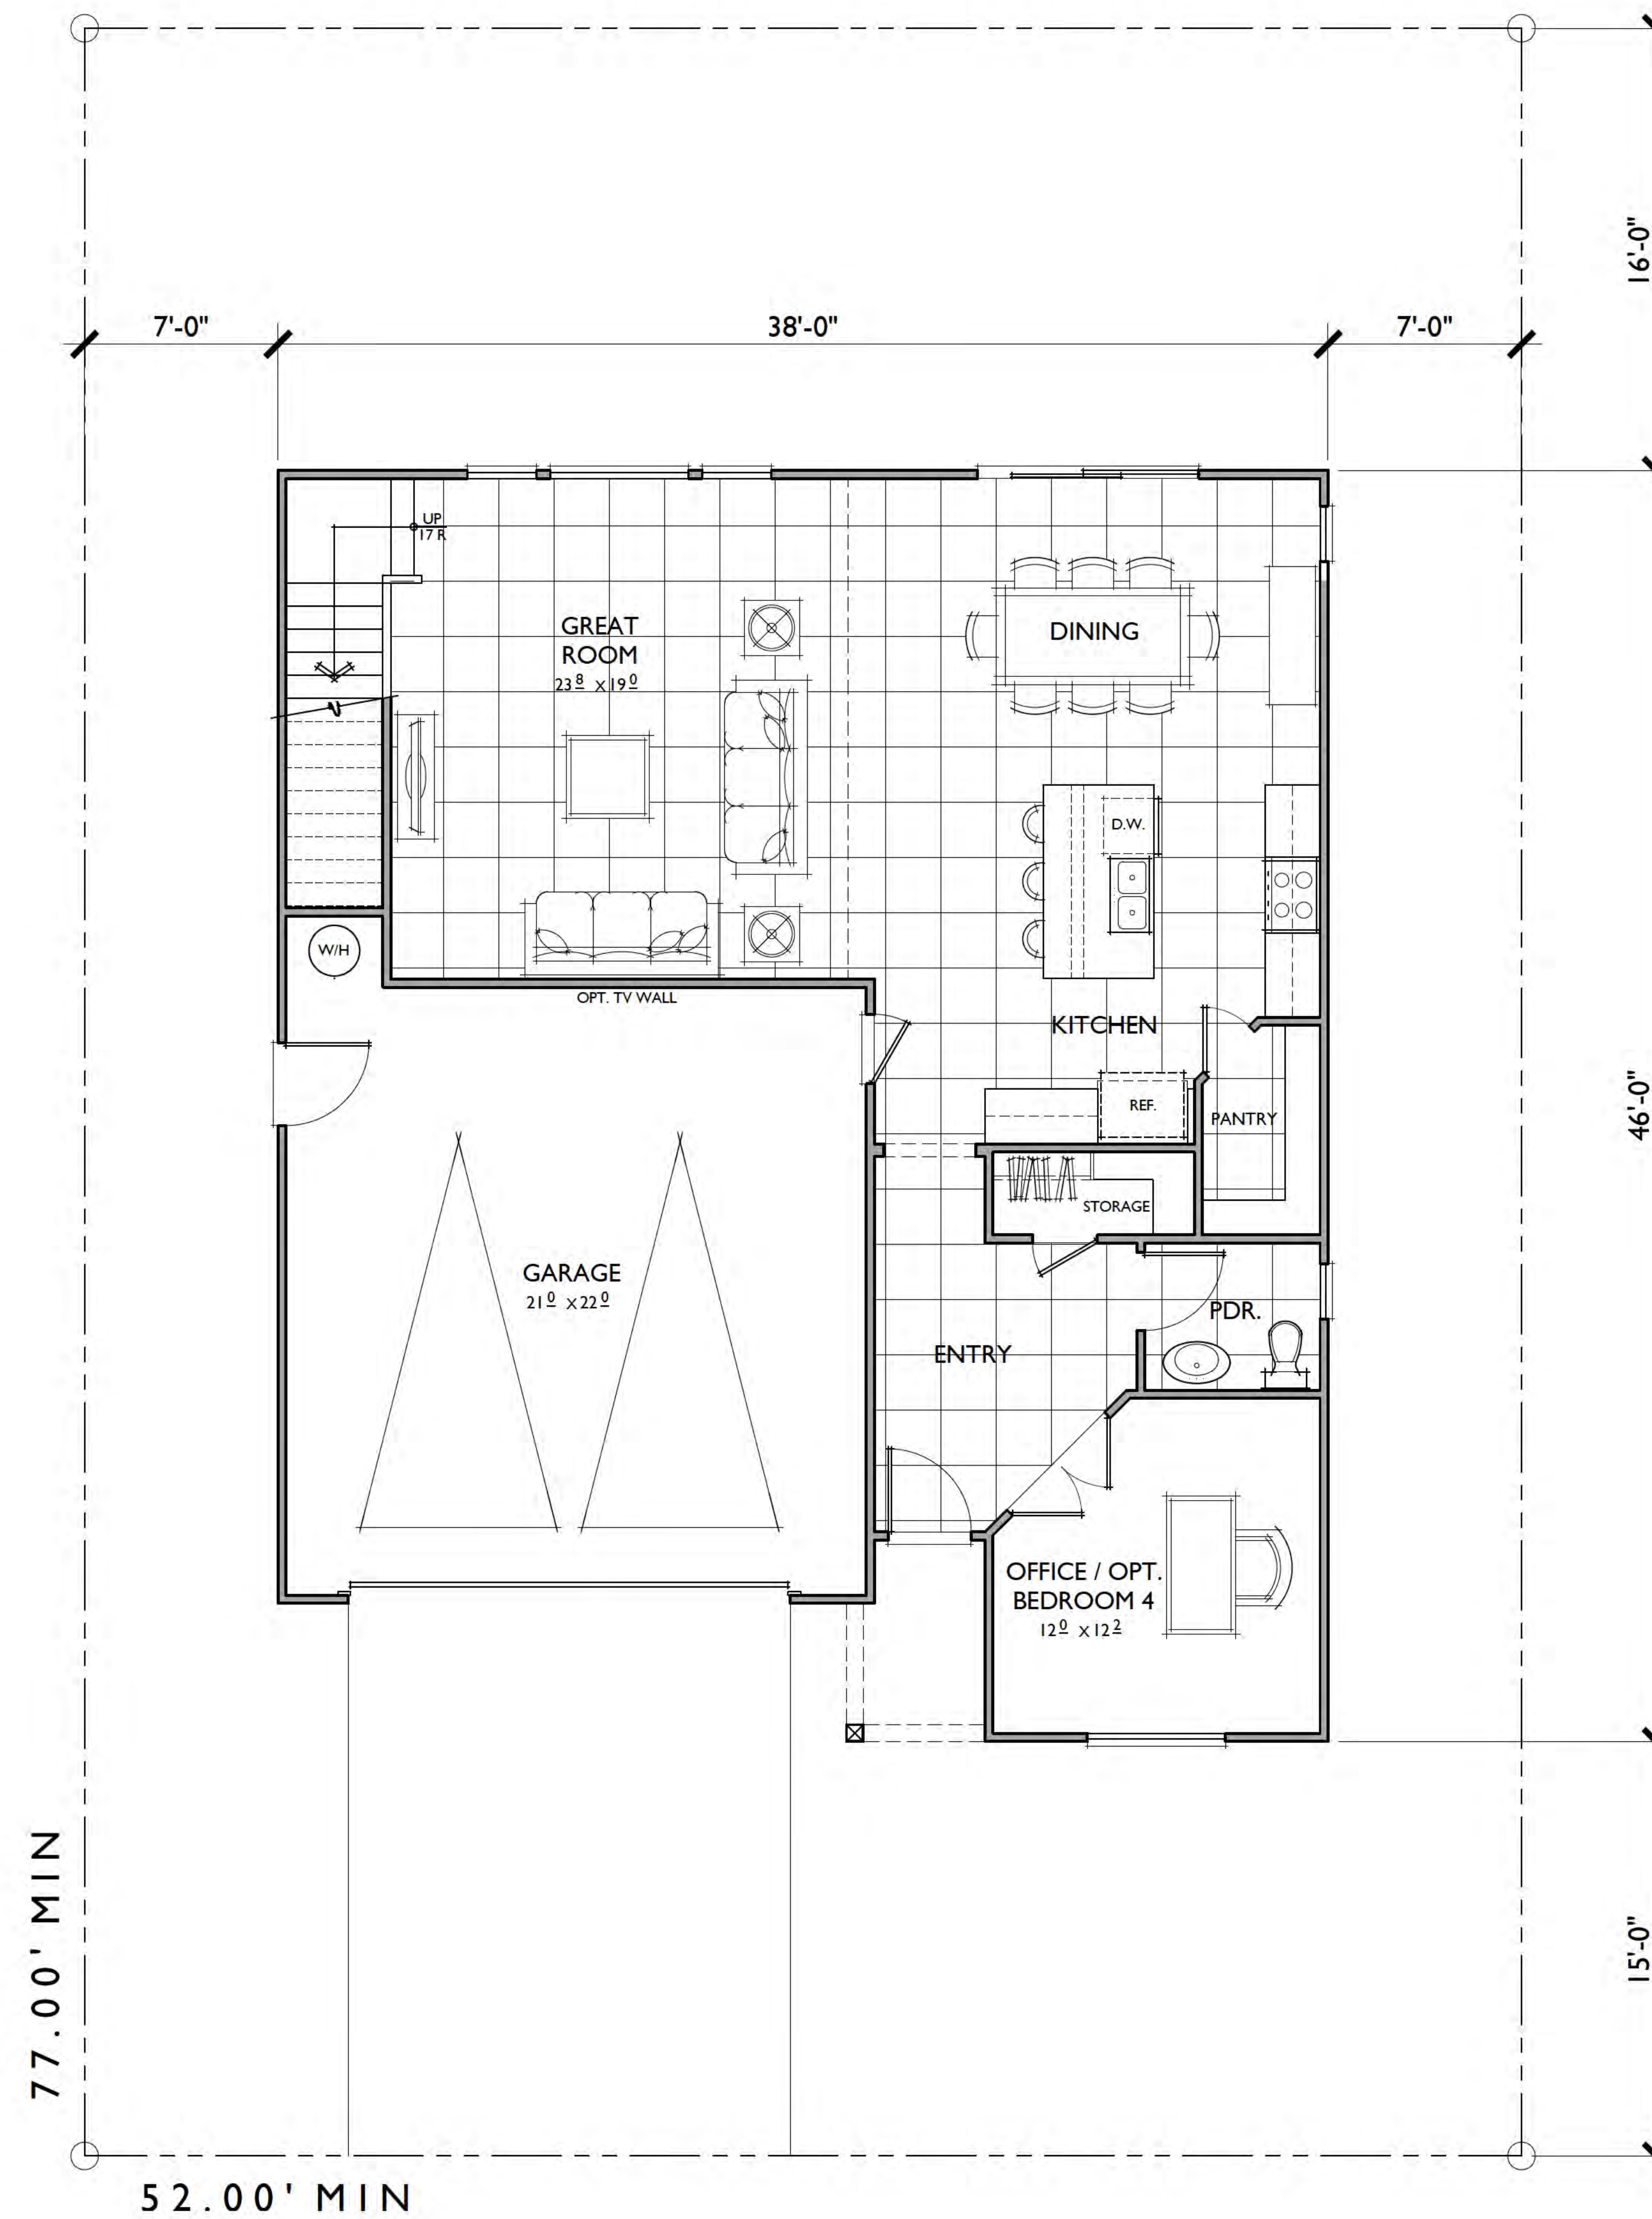 16'-0"
7'-0"
38'-0"
7'-0"
UP
17 R
GREAT
ROOM
23 8 X 19 0
DINING
D.W.
W/H
OPT. TV WALL
KITCHEN
REF.
PANTRY
46'-0"
STORAGE
GARAGE
21 0 X 22 0
PDR.
ENTRY
OFFICE / OPT.
BEDROOM 4
12 0 X 12 2
15'-0"
77.00' MIN
52.00' MIN